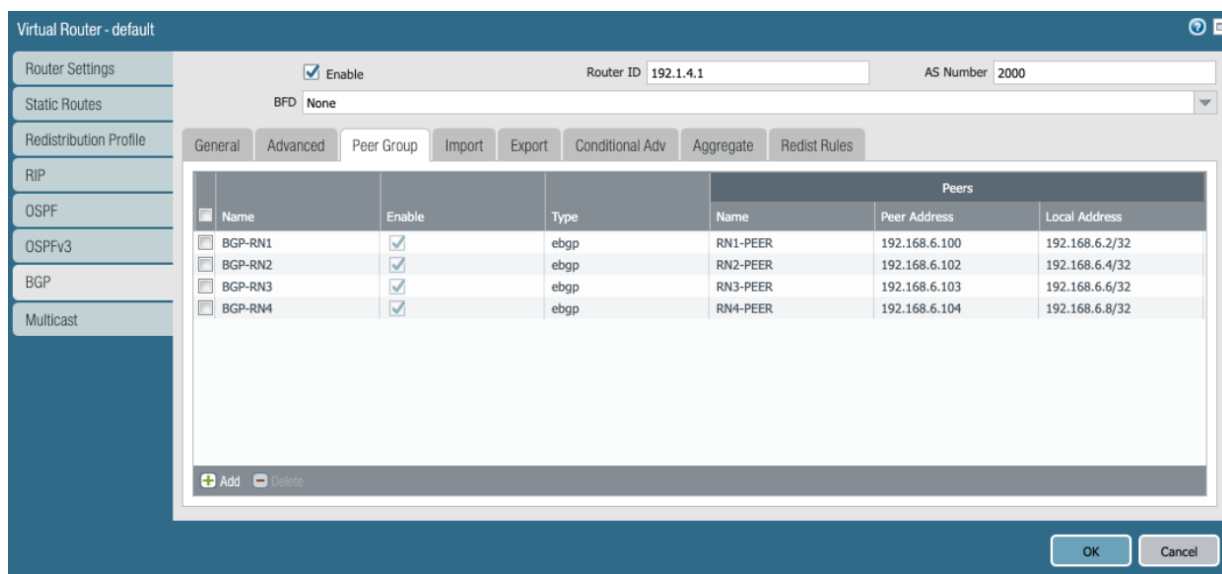 Virtual Router - default
Router Settings
Static Routes
Redistribution Profile
RIP
OSPF
OSPFv3
BGP
Multicast
Enable Router ID 192.1.4.1 AS Number 2000
BFD None
General Advanced Peer Group Import Export Conditional Adv Aggregate Redist Rules
Peers
Name Enable Type Name Peer Address Local Address
BGP-RN1 ebgp RN1-PEER 192.168.6.100 192.168.6.2/32
BGP-RN2 ebgp RN2-PEER 192.168.6.102 192.168.6.4/32
BGP-RN3 ebgp RN3-PEER 192.168.6.103 192.168.6.6/32
BGP-RN4 ebgp RN4-PEER 192.168.6.104 192.168.6.8/32
Add Delete
OK Cancel